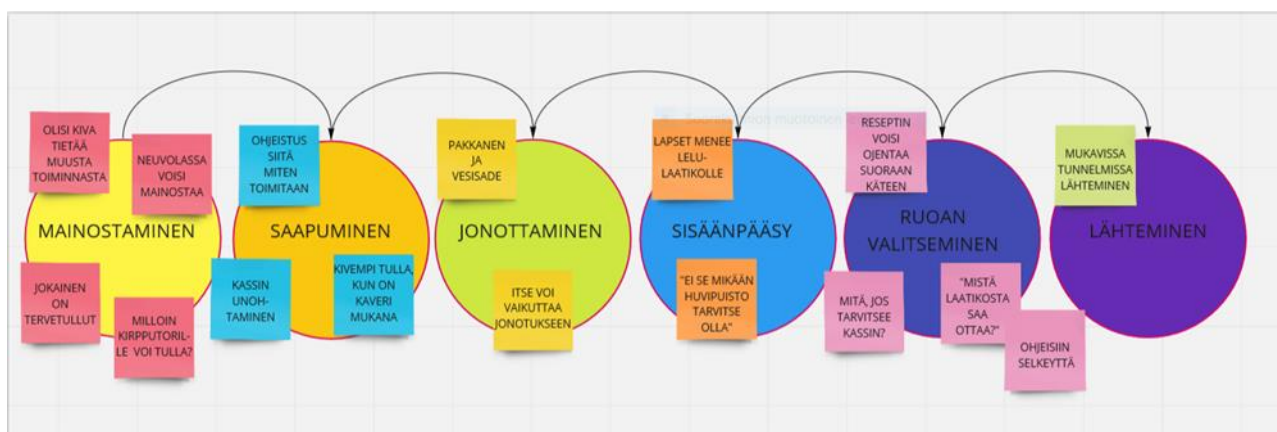 OLISI KIVA
TIETÄÄ
MUUSTA
TOIMINNASTA
NEUVOLASSA
VOISI
MAINOSTAA
MAINOSTAMINEN
JOKAINEN
ON
TERVETULLUT
MILLOIN
KIRPPUTORIL-
LE VOI TULLA?
OHJEISTUS
SIITÄ
MITEN
TOIMITAAN
SAAPUMINEN
KASSIN
UNOH-
TAMINEN
KIVEMPI TULLA,
KUN ON
KAVERI
MUKANA
PAKKANEN
JA
VESISADE
JONOTTAMINEN
ITSE VOI
VAIKUTTAA
JONOTUKSEEN
LAPSET MENEE
LELU-
LAATIKOLLE
SISÄÄNPÄÄSY
"EI SE MIKÄÄN
HUVIPUISTO
TARVITSE
OLLA"
RESEPTIN
VOISI
OJENTAA
SUORAAN
KÄTEEN
RUOAN
VALITSEMINEN
MITÄ, JOS
TARVITSEE
KASSIN?
"MISTÄ
LAATIKOSTA
SAA
OTTAA?"
OHJEISIIN
SELKEYTTÄ
MUKAVISSA
TUNNELMISSA
LÄHTEMINEN
LÄHTEMINEN